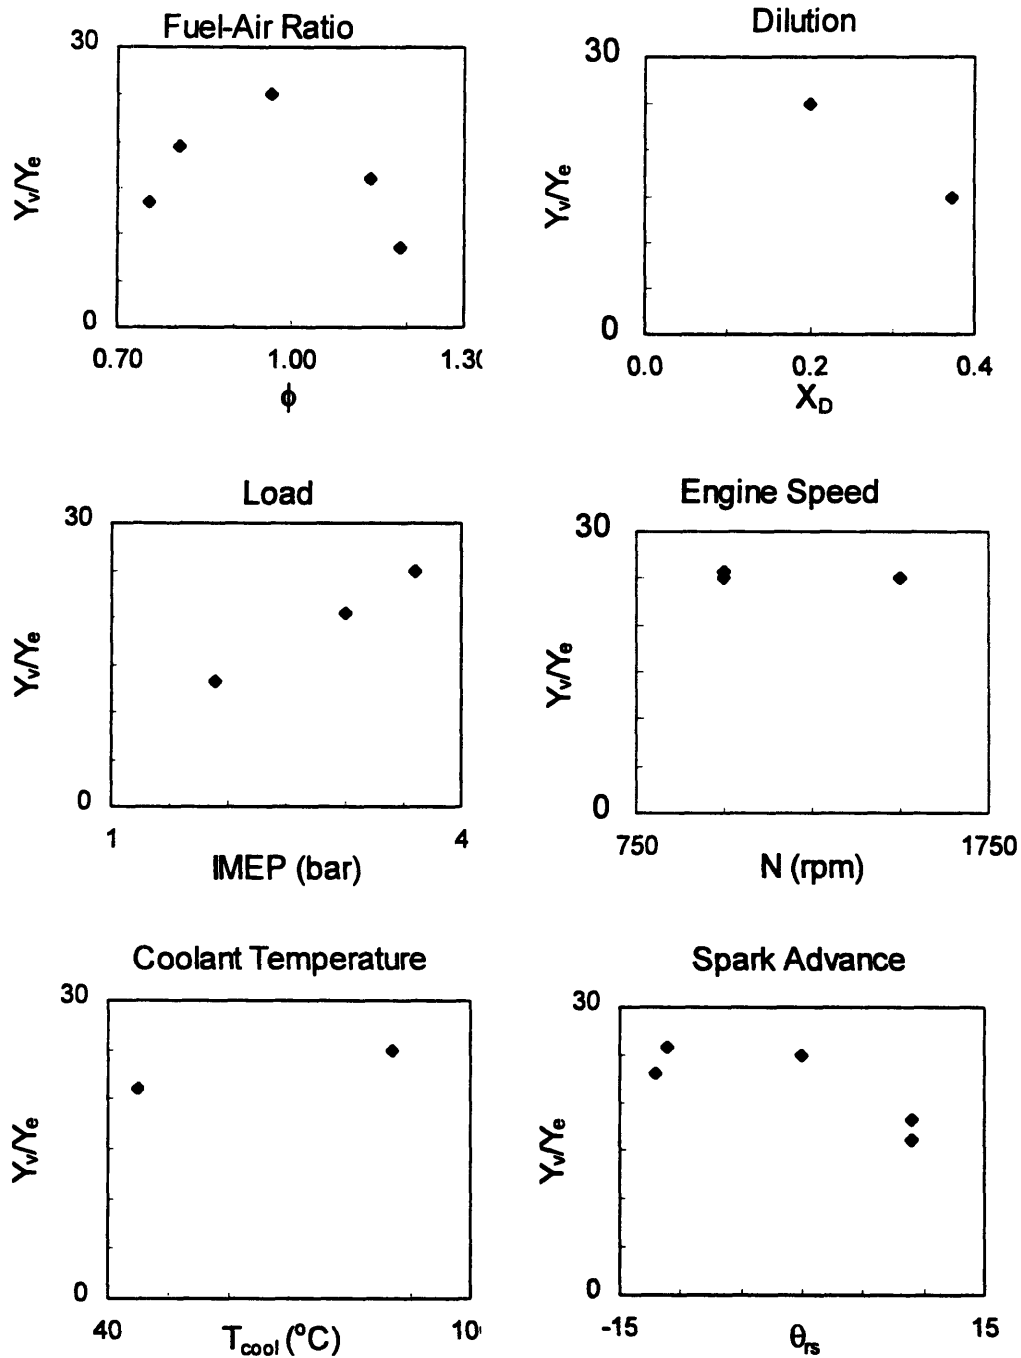 Fuel-Air Ratio
30
Yv/Ye
0
0.70 1.00 1.30
ϕ
Dilution
30
Yv/Ye
0
0.0 0.2 0.4
XD
Load
30
Yv/Ye
0
1 4
IMEP (bar)
Engine Speed
30
Yv/Ye
0
750 1750
N (rpm)
Coolant Temperature
30
Yv/Ye
0
40 10
Tcool (°C)
Spark Advance
30
Yv/Ye
0
-15 15
θrs